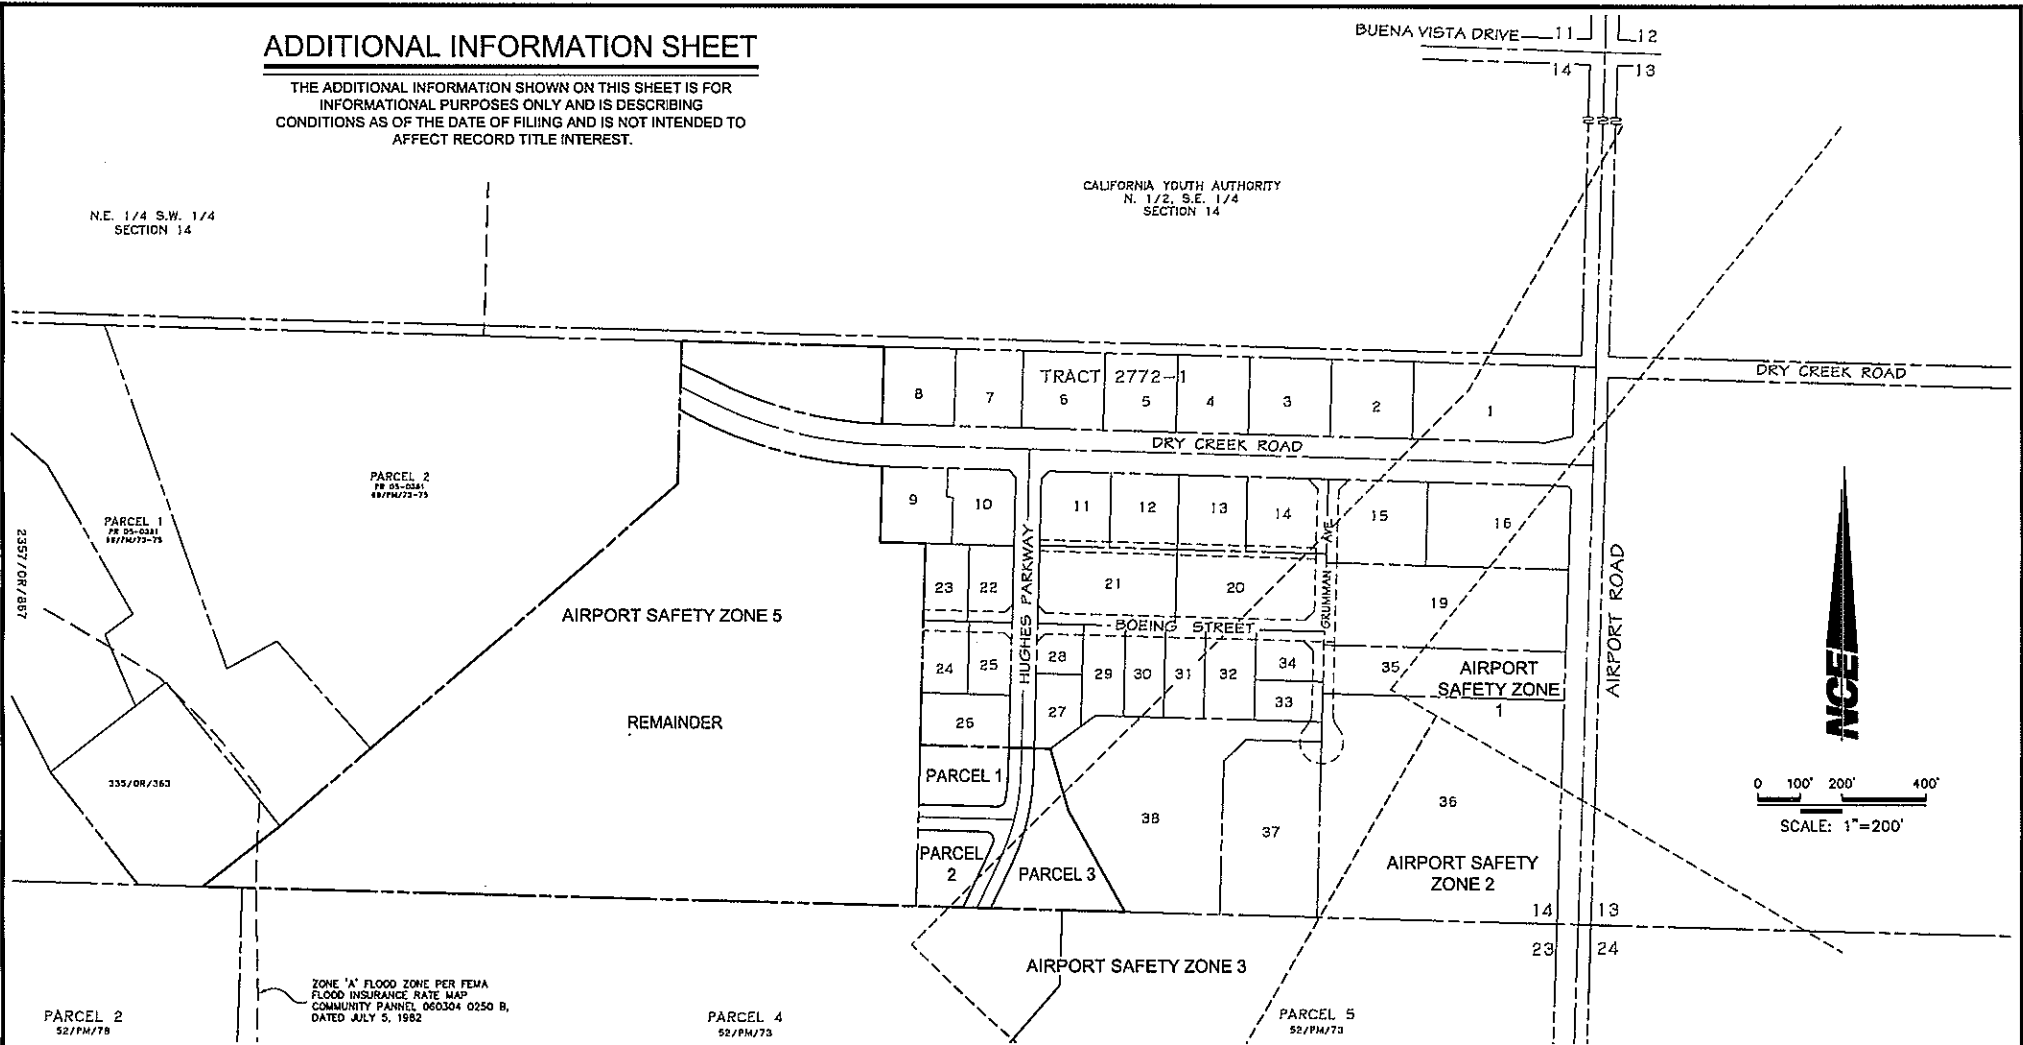 ADDITIONAL INFORMATION SHEET
THE ADDITIONAL INFORMATION SHOWN ON THIS SHEET IS FOR
INFORMATIONAL PURPOSES ONLY AND IS DESCRIBING
CONDITIONS AS OF THE DATE OF FILIING AND IS NOT INTENDED TO
AFFECT RECORD TITLE INTEREST.
BUENA VISTA DRIVE
11
12
14
13
N.E. 1/4 S.W. 1/4
SECTION 14
CALIFORNIA YOUTH AUTHORITY
N. 1/2, S.E. 1/4
SECTION 14
DRY CREEK ROAD
TRACT 2772-1
8
7
6
5
4
3
2
1
DRY CREEK ROAD
PARCEL 2
PR 05-0381
PARCEL 1
PR 05-0381
2357/OR/867
9
10
11
12
13
14
15
16
HUGHES PARKWAY
GRUMMAN AVE
AIRPORT ROAD
23
22
21
20
19
AIRPORT SAFETY ZONE 5
BOEING STREET
24
25
28
29
30
31
32
34
33
35
AIRPORT
SAFETY ZONE
1
REMAINDER
26
27
NCE
PARCEL 1
335/OR/363
38
37
36
0 100' 200' 400'
SCALE: 1"=200'
PARCEL
2
PARCEL 3
AIRPORT SAFETY
ZONE 2
14
13
23
24
AIRPORT SAFETY ZONE 3
ZONE 'A' FLOOD ZONE PER FEMA
FLOOD INSURANCE RATE MAP
COMMUNITY PANNEL 060304 0250 B,
DATED JULY 5, 1982
PARCEL 2
52/PM/78
PARCEL 4
52/PM/73
PARCEL 5
52/PM/73